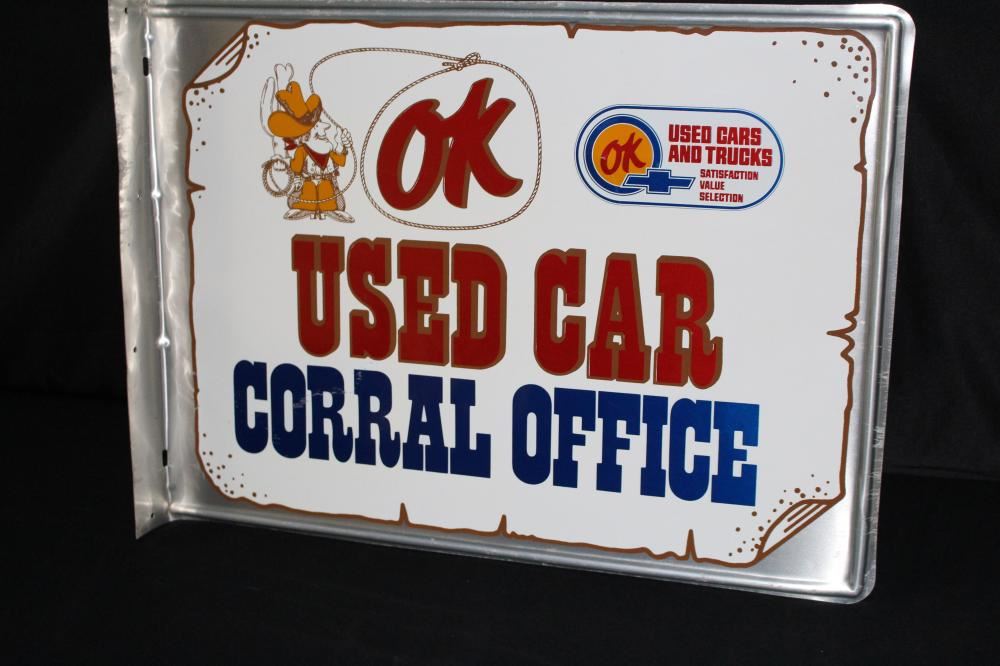 OK
OK
USED CARS
AND TRUCKS
SATISFACTION
VALUE
SELECTION
USED CAR
CORRAL OFFICE